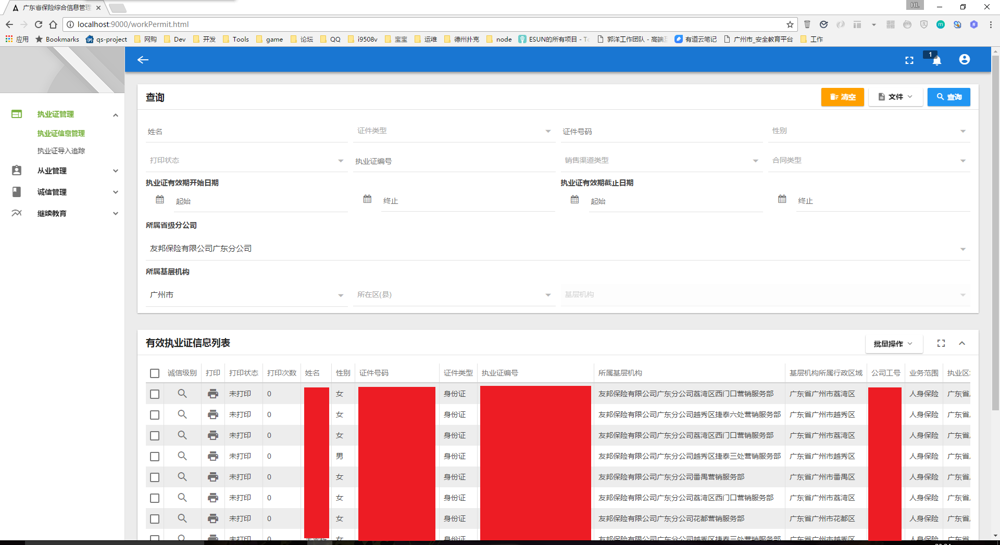 广东省保险综合信息管理
HL
localhost:9000/workPermit.html
应用 Bookmarks qs-project 网购 Dev 开发 Tools game 论坛 QQ i9508v 宝宝 运维 德州扑克 node ESUN的所有项目 - 郭洋工作团队 - 高端 有道云笔记 广州市_安全教育平台 工作
1
查询 清空 文件 查询
执业证管理
执业证信息管理
执业证导入追踪
从业管理
诚信管理
继续教育
姓名 证件类型 证件号码 性别
打印状态 执业证编号 销售渠道类型 合同类型
执业证有效期开始日期 执业证有效期截止日期
起始 终止 起始 终止
所属省级分公司
友邦保险有限公司广东分公司
所属基层机构
广州市 所在区(县) 基层机构
有效执业证信息列表 批量操作
诚信级别 打印 打印状态 打印次数 姓名 性别 证件号码 证件类型 执业证编号 所属基层机构 基层机构所属行政区域 公司工号 业务范围 执业区
未打印 0 女 身份证 友邦保险有限公司广东分公司荔湾区西门口营销服务部 广东省广州市荔湾区 人身保险 广东省
未打印 0 女 身份证 友邦保险有限公司广东分公司越秀区捷泰六处营销服务部 广东省广州市越秀区 人身保险 广东省
未打印 0 女 身份证 友邦保险有限公司广东分公司荔湾区西门口营销服务部 广东省广州市荔湾区 人身保险 广东省
未打印 0 男 身份证 友邦保险有限公司广东分公司越秀区捷泰三处营销服务部 广东省广州市越秀区 人身保险 广东省
未打印 0 女 身份证 友邦保险有限公司广东分公司番禺营销服务部 广东省广州市番禺区 人身保险 广东省
未打印 0 女 身份证 友邦保险有限公司广东分公司荔湾区西门口营销服务部 广东省广州市荔湾区 人身保险 广东省
未打印 0 女 身份证 友邦保险有限公司广东分公司花都营销服务部 广东省广州市花都区 人身保险 广东省
未打印 0 女 身份证 友邦保险有限公司广东分公司越秀区捷泰三处营销服务部 广东省广州市越秀区 人身保险 广东省